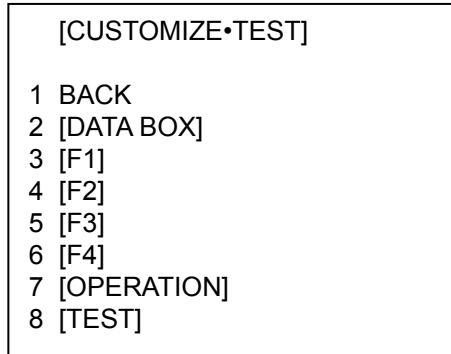 [CUSTOMIZE•TEST]
1 BACK
2 [DATA BOX]
3 [F1]
4 [F2]
5 [F3]
6 [F4]
7 [OPERATION]
8 [TEST]